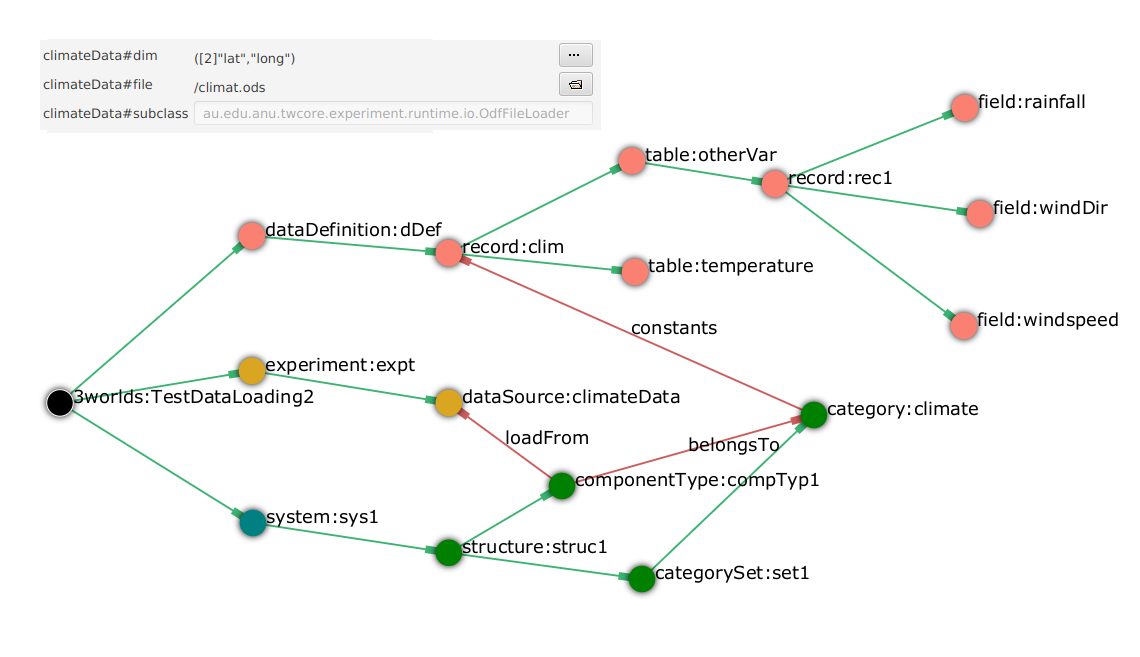 climateData#dim ([2]"lat","long") ...
climateData#file /climat.ods
climateData#subclass au.edu.anu.twcore.experiment.runtime.io.OdfFileLoader
field:rainfall
table:otherVar
record:rec1
field:windDir
dataDefinition:dDef
record:clim
table:temperature
field:windspeed
constants
experiment:expt
3worlds:TestDataLoading2
dataSource:climateData
category:climate
loadFrom
belongsTo
componentType:compTyp1
system:sys1
structure:struc1
categorySet:set1